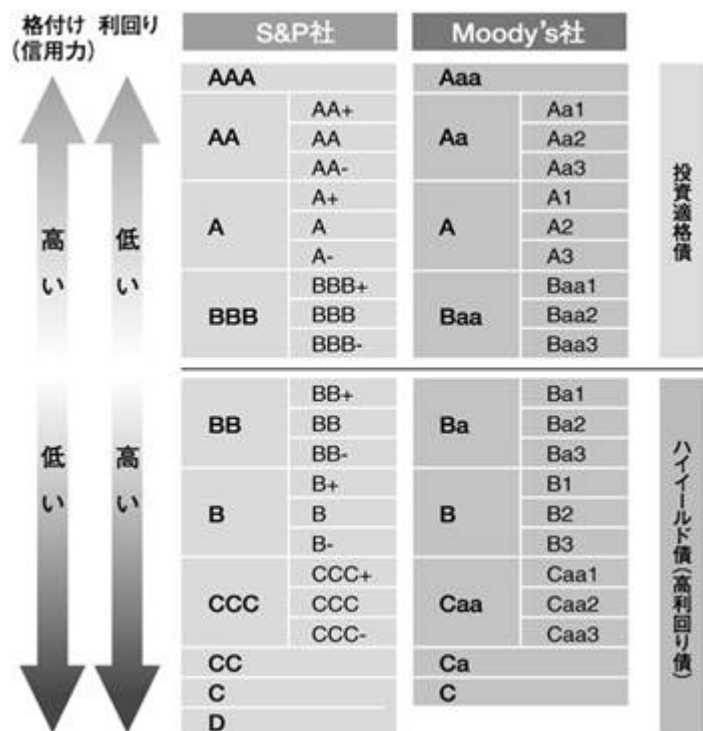 格付け 利回り
(信用力)
S&P社 Moody's社
AAA Aaa
AA Aa
AA+ Aa1
AA Aa2
AA- Aa3
A A
A+ A1
A A2
A- A3
BBB Baa
BBB+ Baa1
BBB Baa2
BBB- Baa3
高い 低い
投資適格債
BB Ba
BB+ Ba1
BB Ba2
BB- Ba3
B B
B+ B1
B B2
B- B3
CCC Caa
CCC+ Caa1
CCC Caa2
CCC- Caa3
CC Ca
C C
D
低い 高い
ハイイールド債(高利回り債)